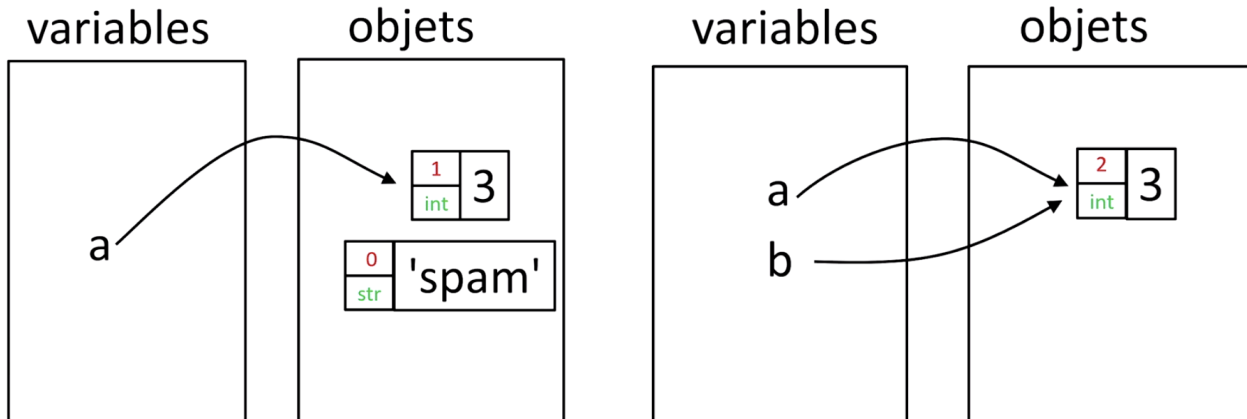 variables objets
1
int 3
a
0
str 'spam'
variables objets
a
2
int 3
b